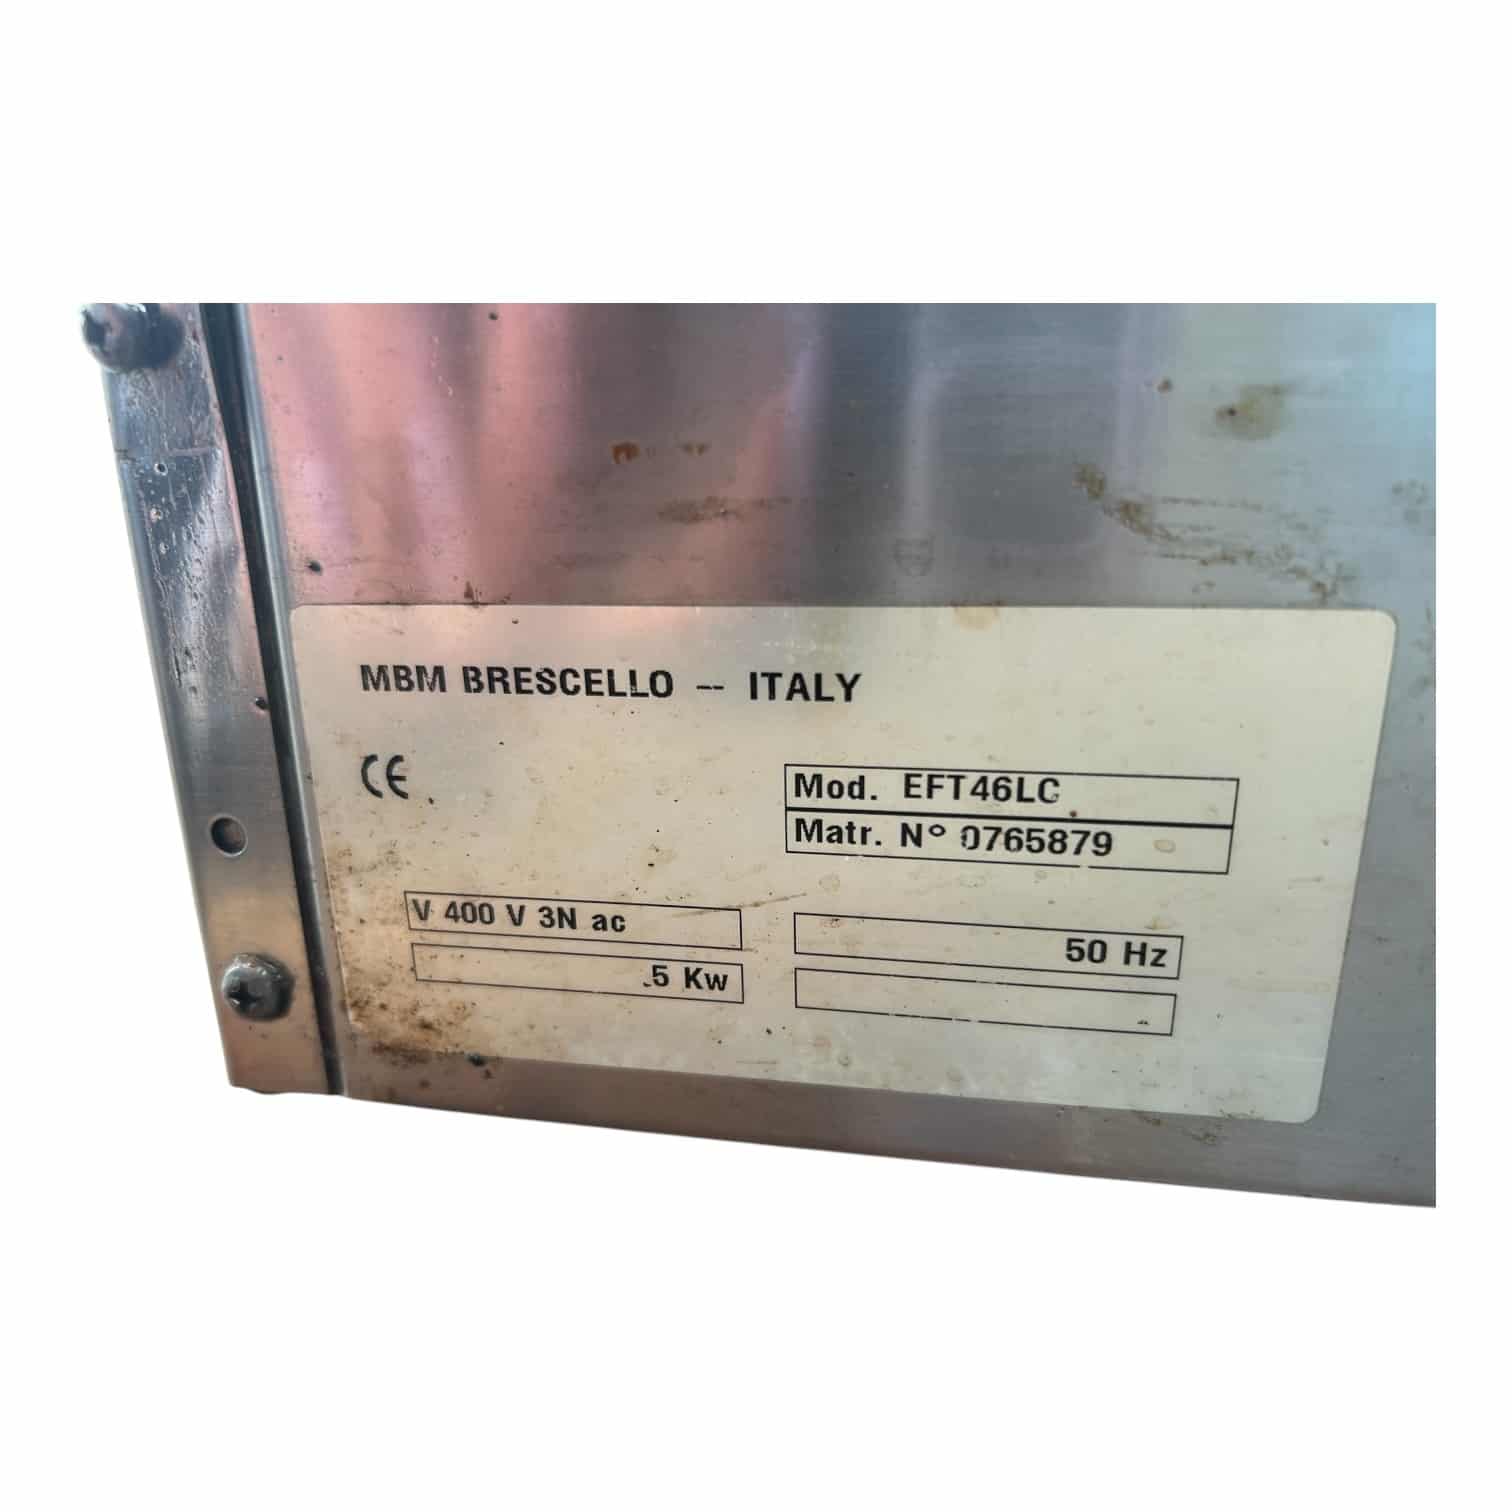 MBM BRESCELLO -- ITALY
CE
Mod. EFT46LC
Matr. N° 0765879
V 400 V 3N ac
50 Hz
5 Kw